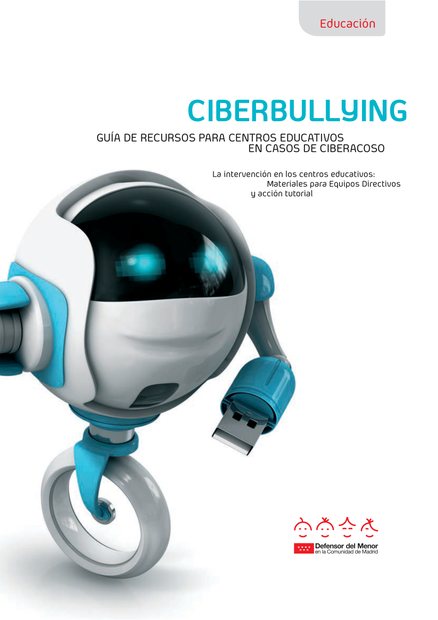 Educación
CIBERBULLYING
GUÍA DE RECURSOS PARA CENTROS EDUCATIVOS
EN CASOS DE CIBERACOSO
La intervención en los centros educativos:
Materiales para Equipos Directivos
y acción tutorial
Defensor del Menor
en la Comunidad de Madrid